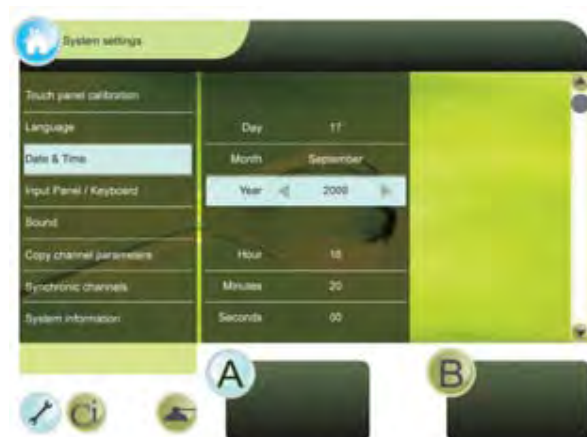 System settings
Touch panel calibration
Language
Date & Time
Input Panel / Keyboard
Sound
Copy channel parameters
Synchronic channels
System information
Day 17
Month September
Year 2009
Hour 18
Minutes 20
Seconds 00
A
B
Ci